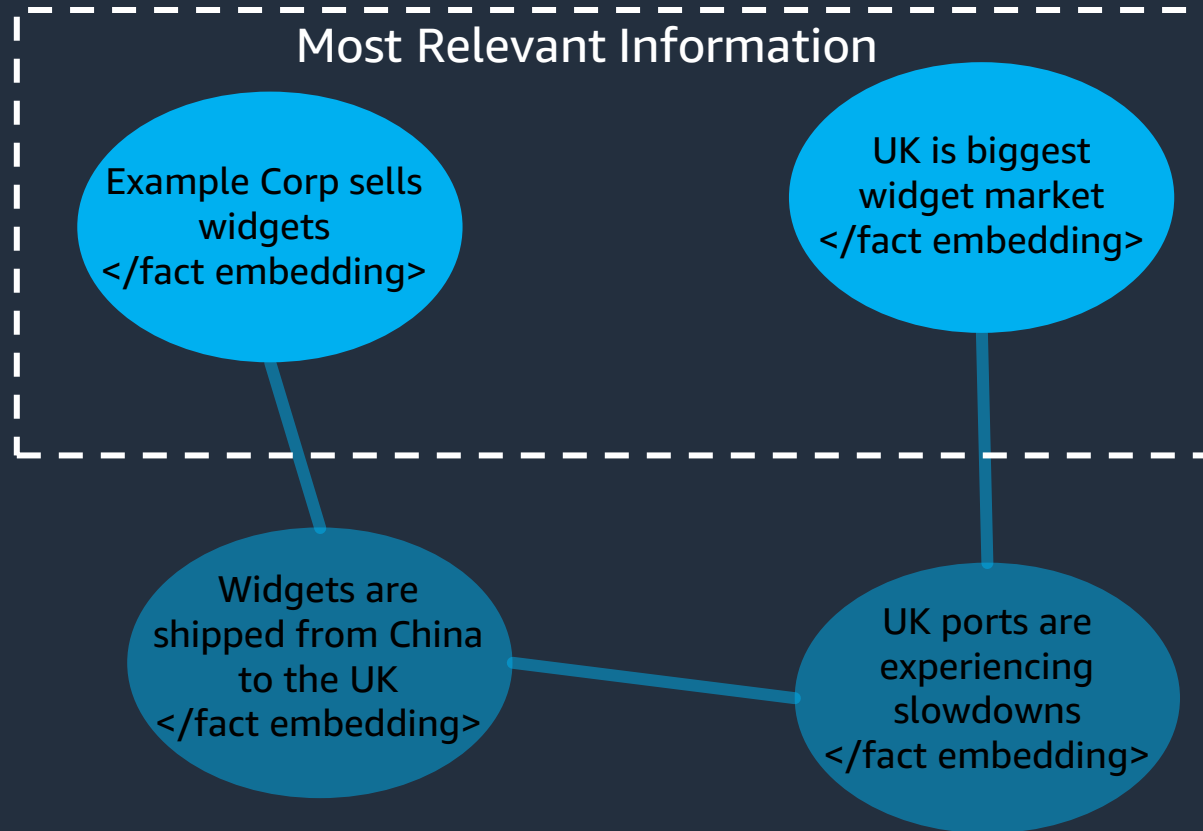 Most Relevant Information
Example Corp sells
widgets
</fact embedding>
UK is biggest
widget market
</fact embedding>
Widgets are
shipped from China
to the UK
</fact embedding>
UK ports are
experiencing
slowdowns
</fact embedding>